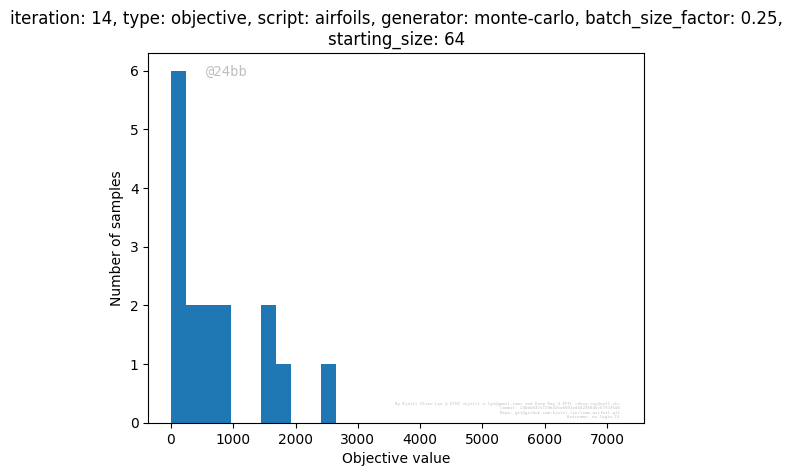 iteration: 14, type: objective, script: airfoils, generator: monte-carlo, batch_size_factor: 0.25,
starting_size: 64
@24bb
6
5
4
3
2
1
0
Number of samples
0 1000 2000 3000 4000 5000 6000 7000
Objective value